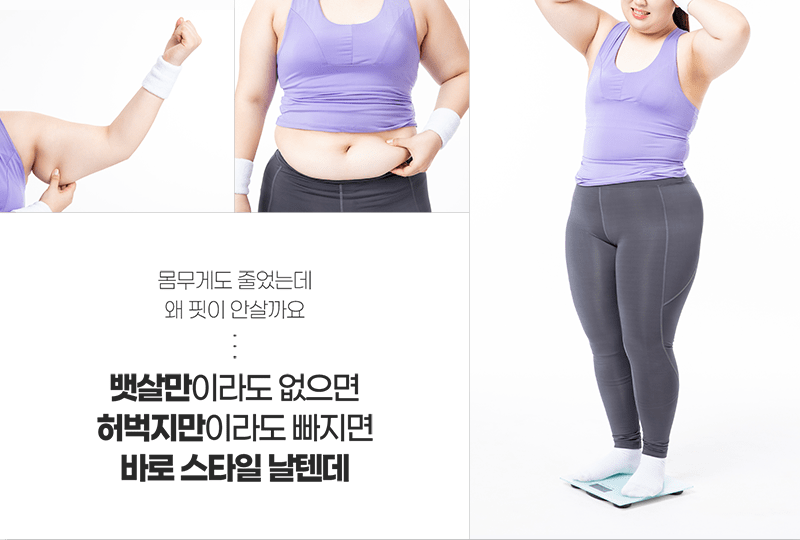 몸무게도 줄었는데
왜 핏이 안살까요
뱃살만이라도 없으면
허벅지만이라도 빠지면
바로 스타일 날텐데